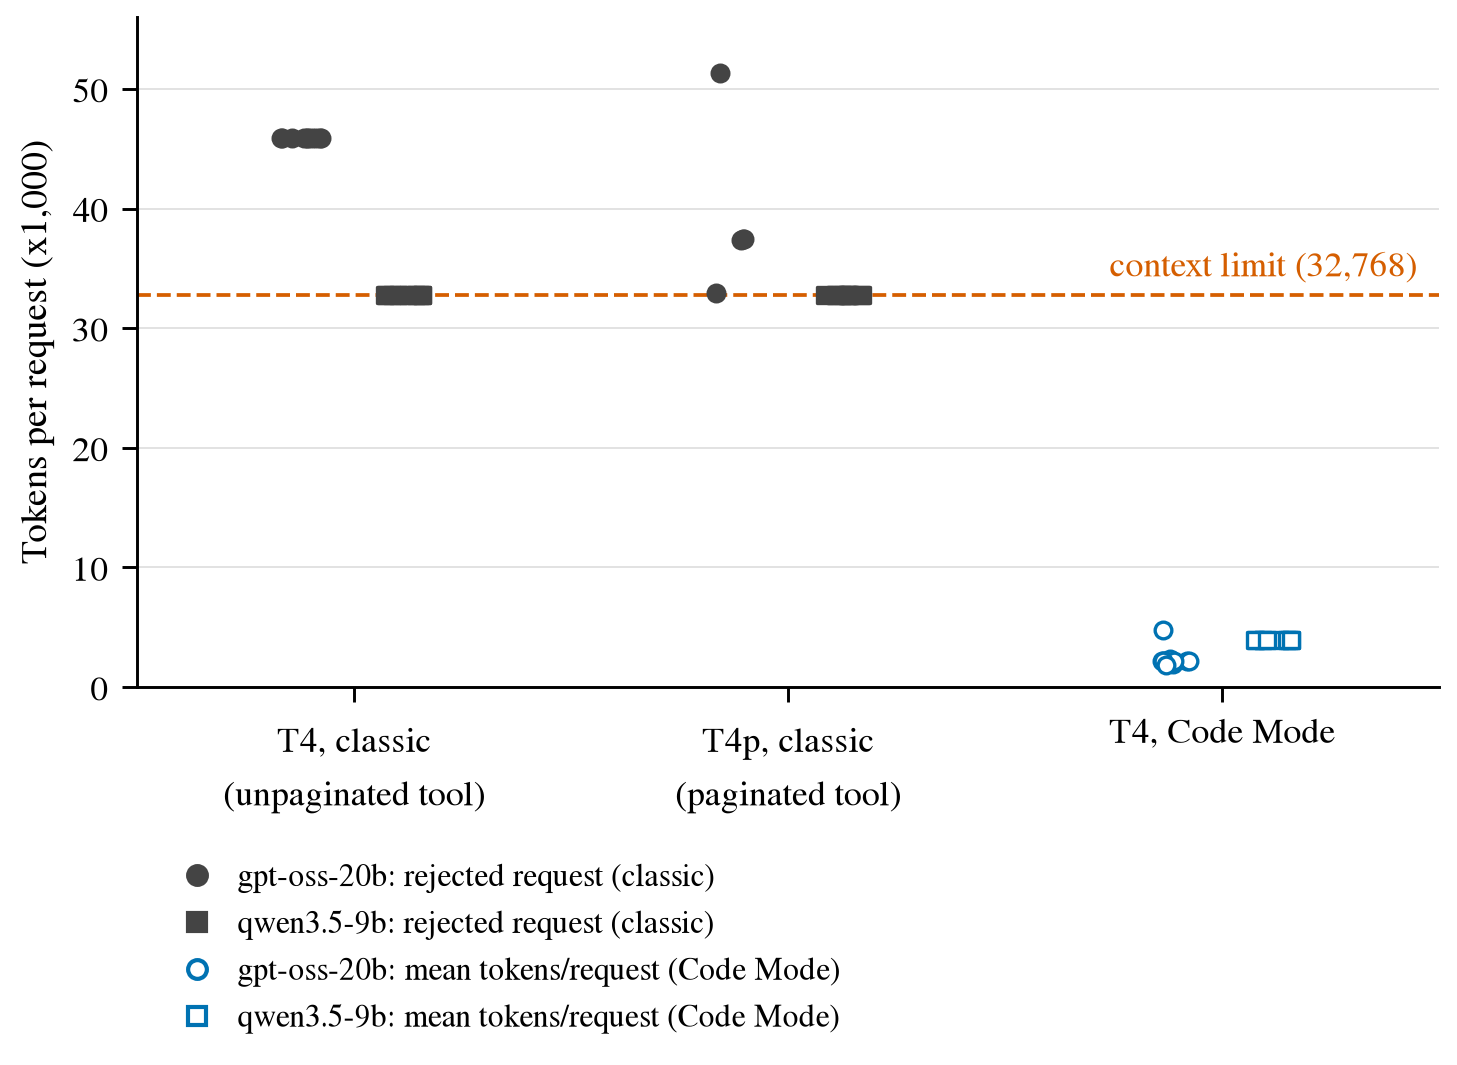 Tokens per request (x1,000)
50
40
30
20
10
0
context limit (32,768)
T4, classic
(unpaginated tool)
T4p, classic
(paginated tool)
T4, Code Mode
gpt-oss-20b: rejected request (classic)
qwen3.5-9b: rejected request (classic)
gpt-oss-20b: mean tokens/request (Code Mode)
qwen3.5-9b: mean tokens/request (Code Mode)